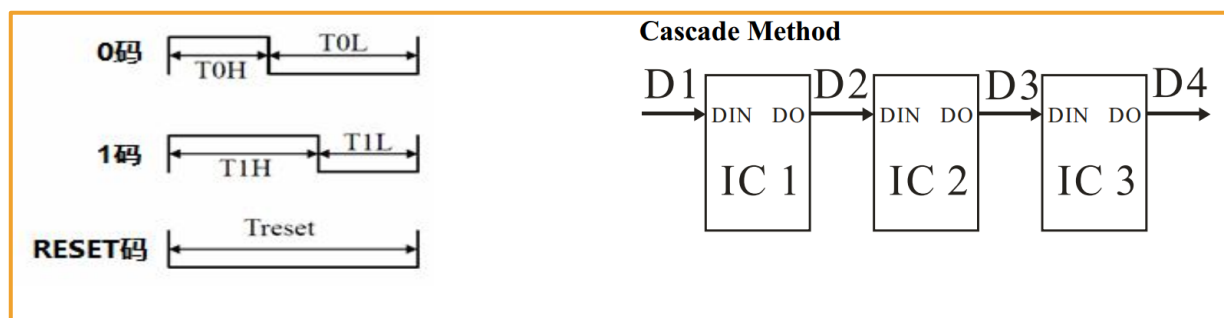 0码
T0H
T0L
1码
T1H
T1L
RESET码
Treset
Cascade Method
D1
D2
D3
D4
DIN DO
DIN DO
DIN DO
IC 1
IC 2
IC 3